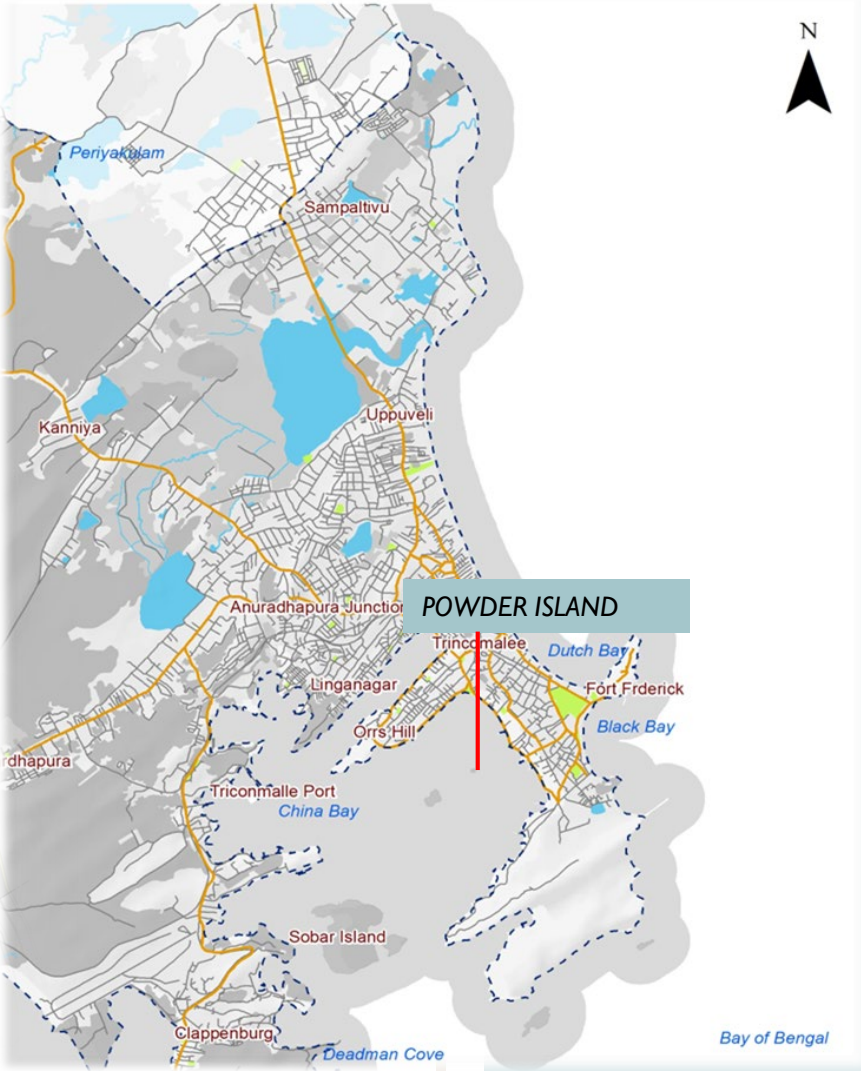 N
Periyakulam
Sampaltivu
Uppuveli
Kanniya
POWDER ISLAND
Anuradhapura Junction
Trincomalee
Dutch Bay
Linganagar
Fort Frderick
Orrs Hill
Black Bay
rdhapura
Triconmalle Port
China Bay
Sobar Island
Clappenburg
Bay of Bengal
Deadman Cove